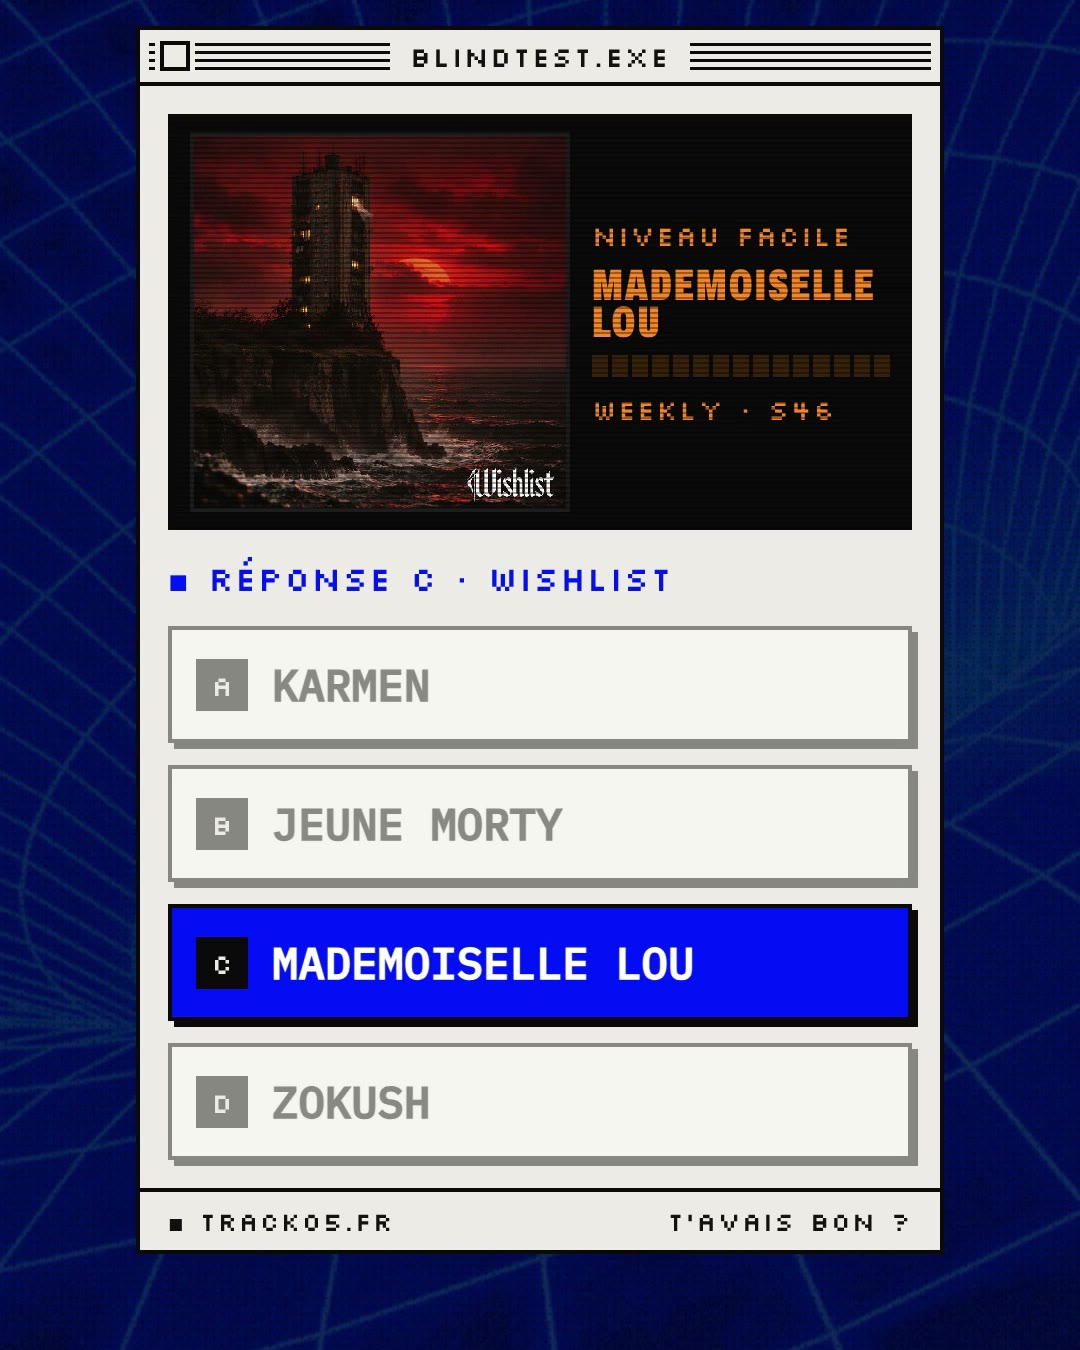 BLINDTEST.EXE
NIVEAU FACILE
MADEMOISELLE
LOU
WEEKLY · S46
Wishlist
RÉPONSE C · WISHLIST
A KARMEN
B JEUNE MORTY
C MADEMOISELLE LOU
D ZOKUSH
TRACK05.FR
T'AVAIS BON ?